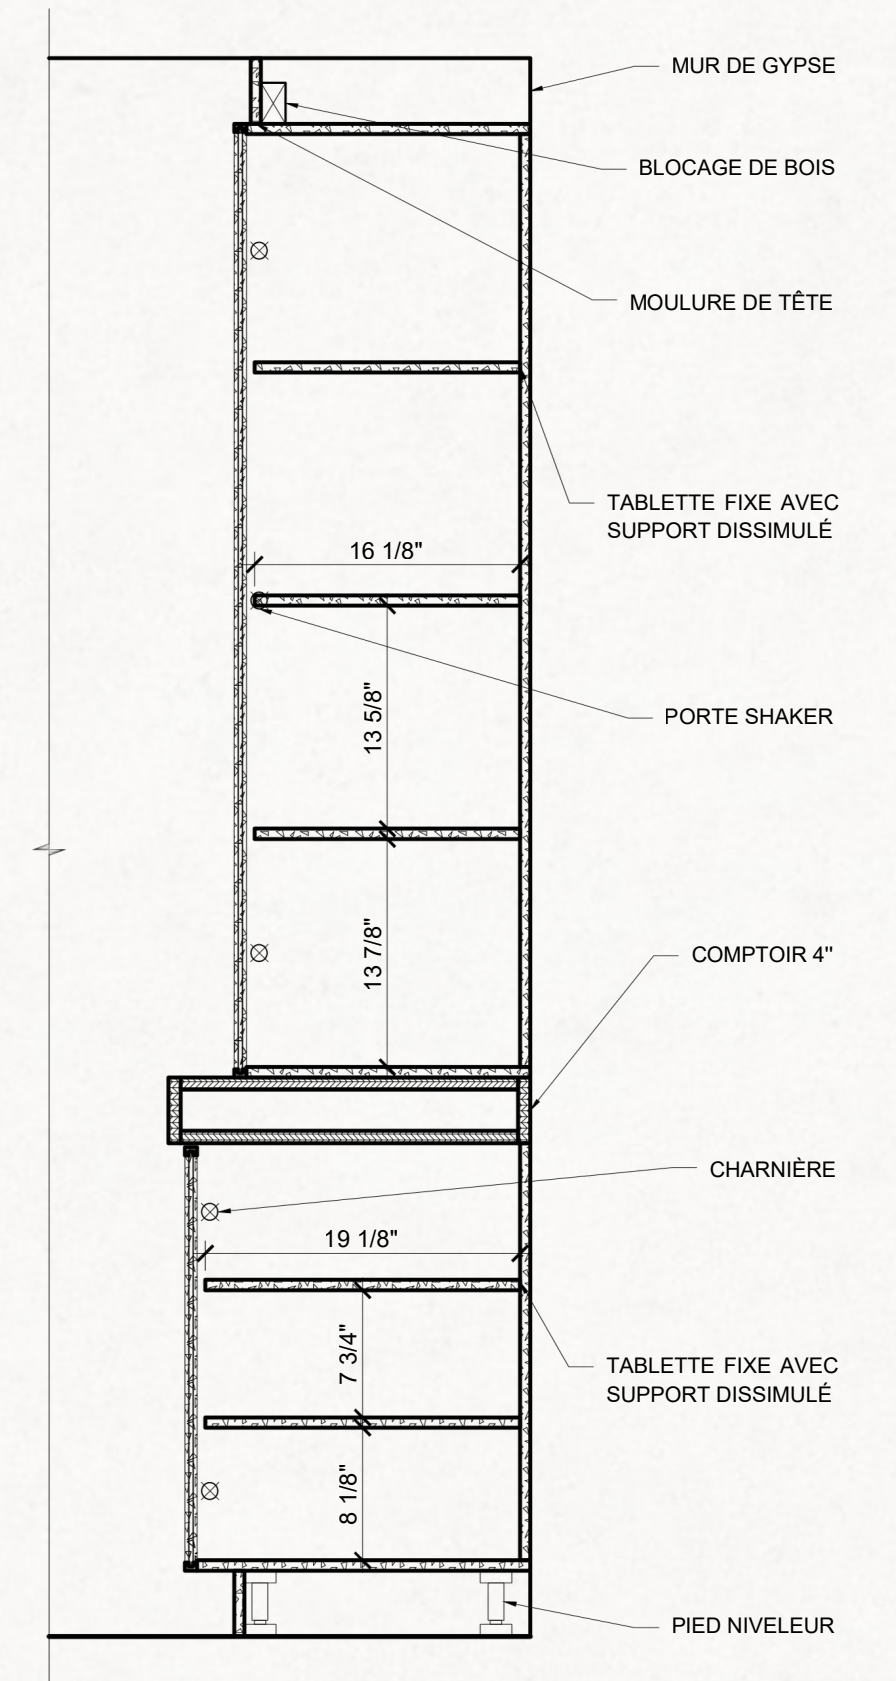 MUR DE GYPSE
BLOCAGE DE BOIS
MOULURE DE TÊTE
TABLETTE FIXE AVEC
SUPPORT DISSIMULÉ
16 1/8"
13 5/8"
PORTE SHAKER
13 7/8"
COMPTOIR 4"
CHARNIÈRE
19 1/8"
7 3/4"
TABLETTE FIXE AVEC
SUPPORT DISSIMULÉ
8 1/8"
PIED NIVELEUR